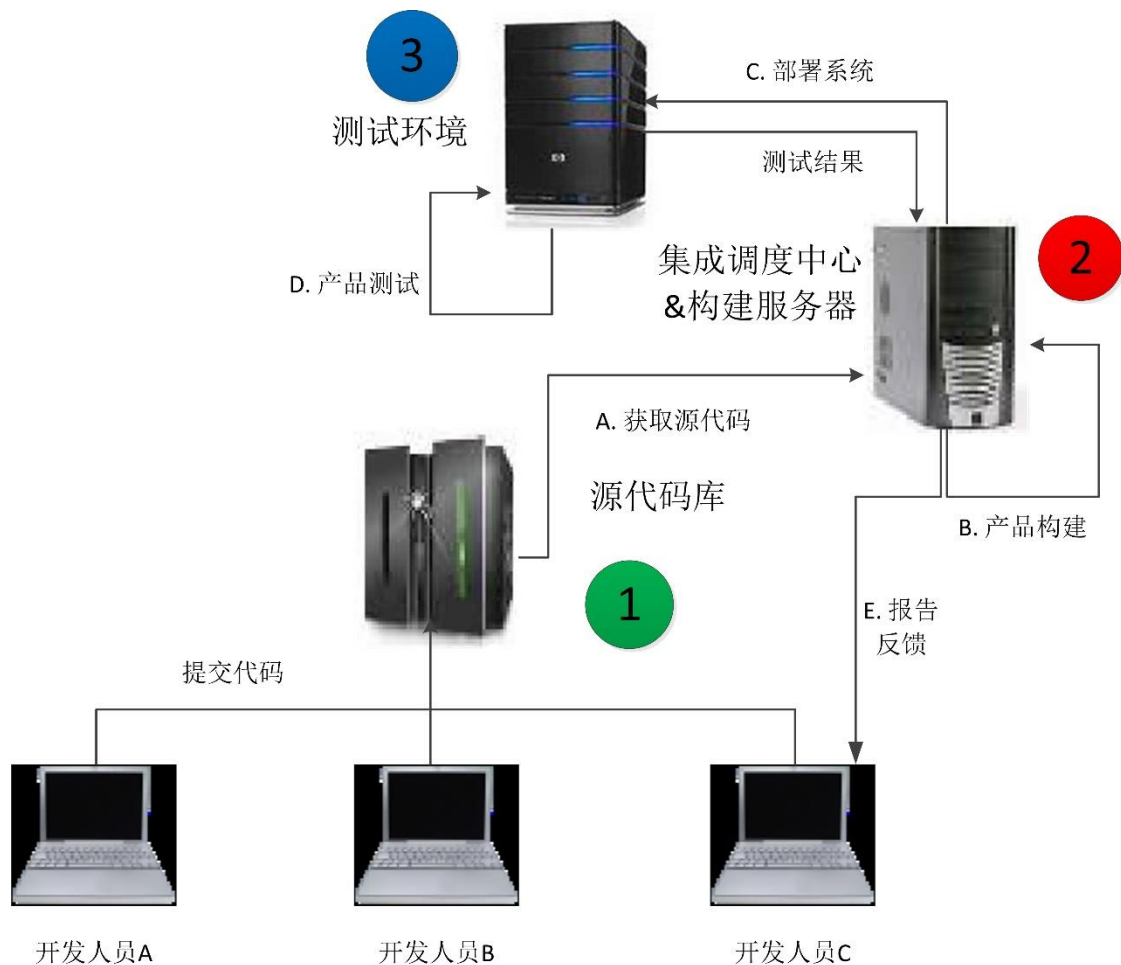 3
测试环境
C. 部署系统
测试结果
D. 产品测试
集成调度中心
&构建服务器
2
A. 获取源代码
源代码库
B. 产品构建
1
E. 报告
反馈
提交代码
开发人员A
开发人员B
开发人员C